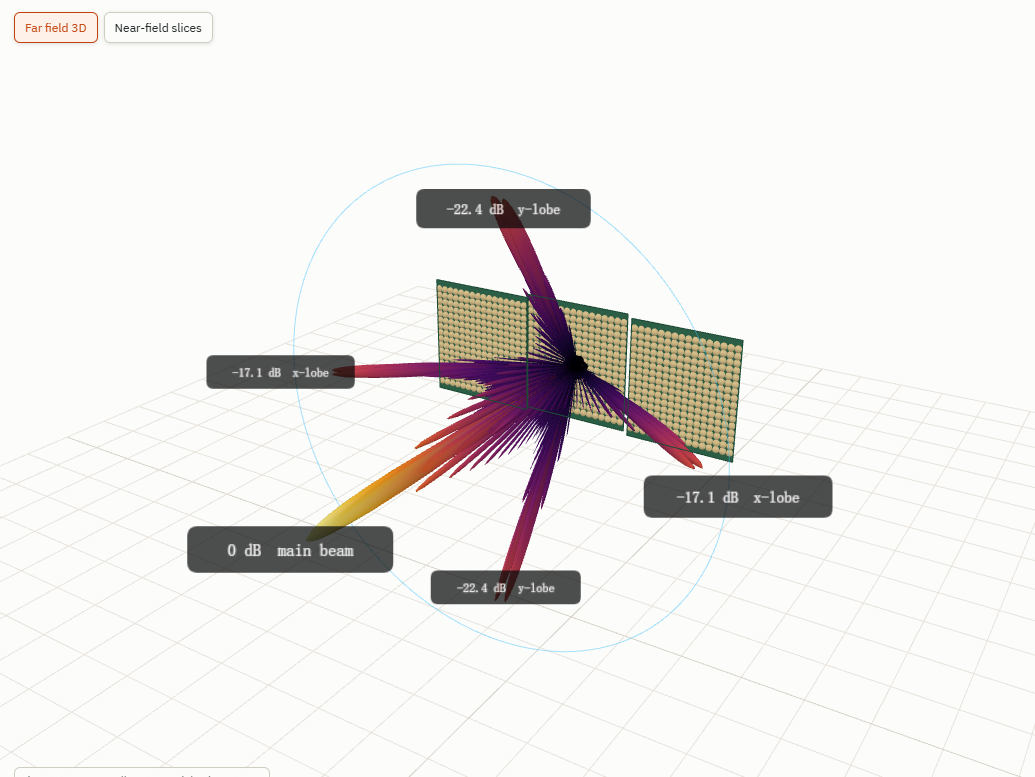 Far field 3D
Near-field slices
-22.4 dB y-lobe
-17.1 dB x-lobe
-17.1 dB x-lobe
0 dB main beam
-22.4 dB y-lobe